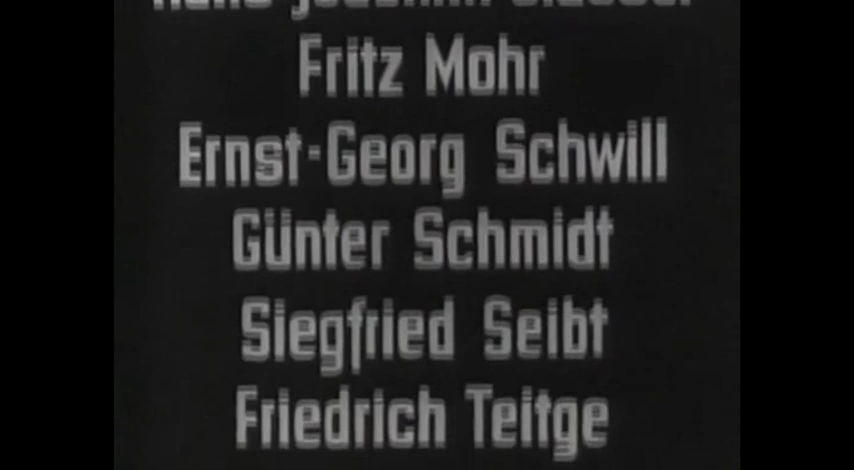 Fritz Mohr
Ernst-Georg Schwill
Günter Schmidt
Siegfried Seibt
Friedrich Teitge